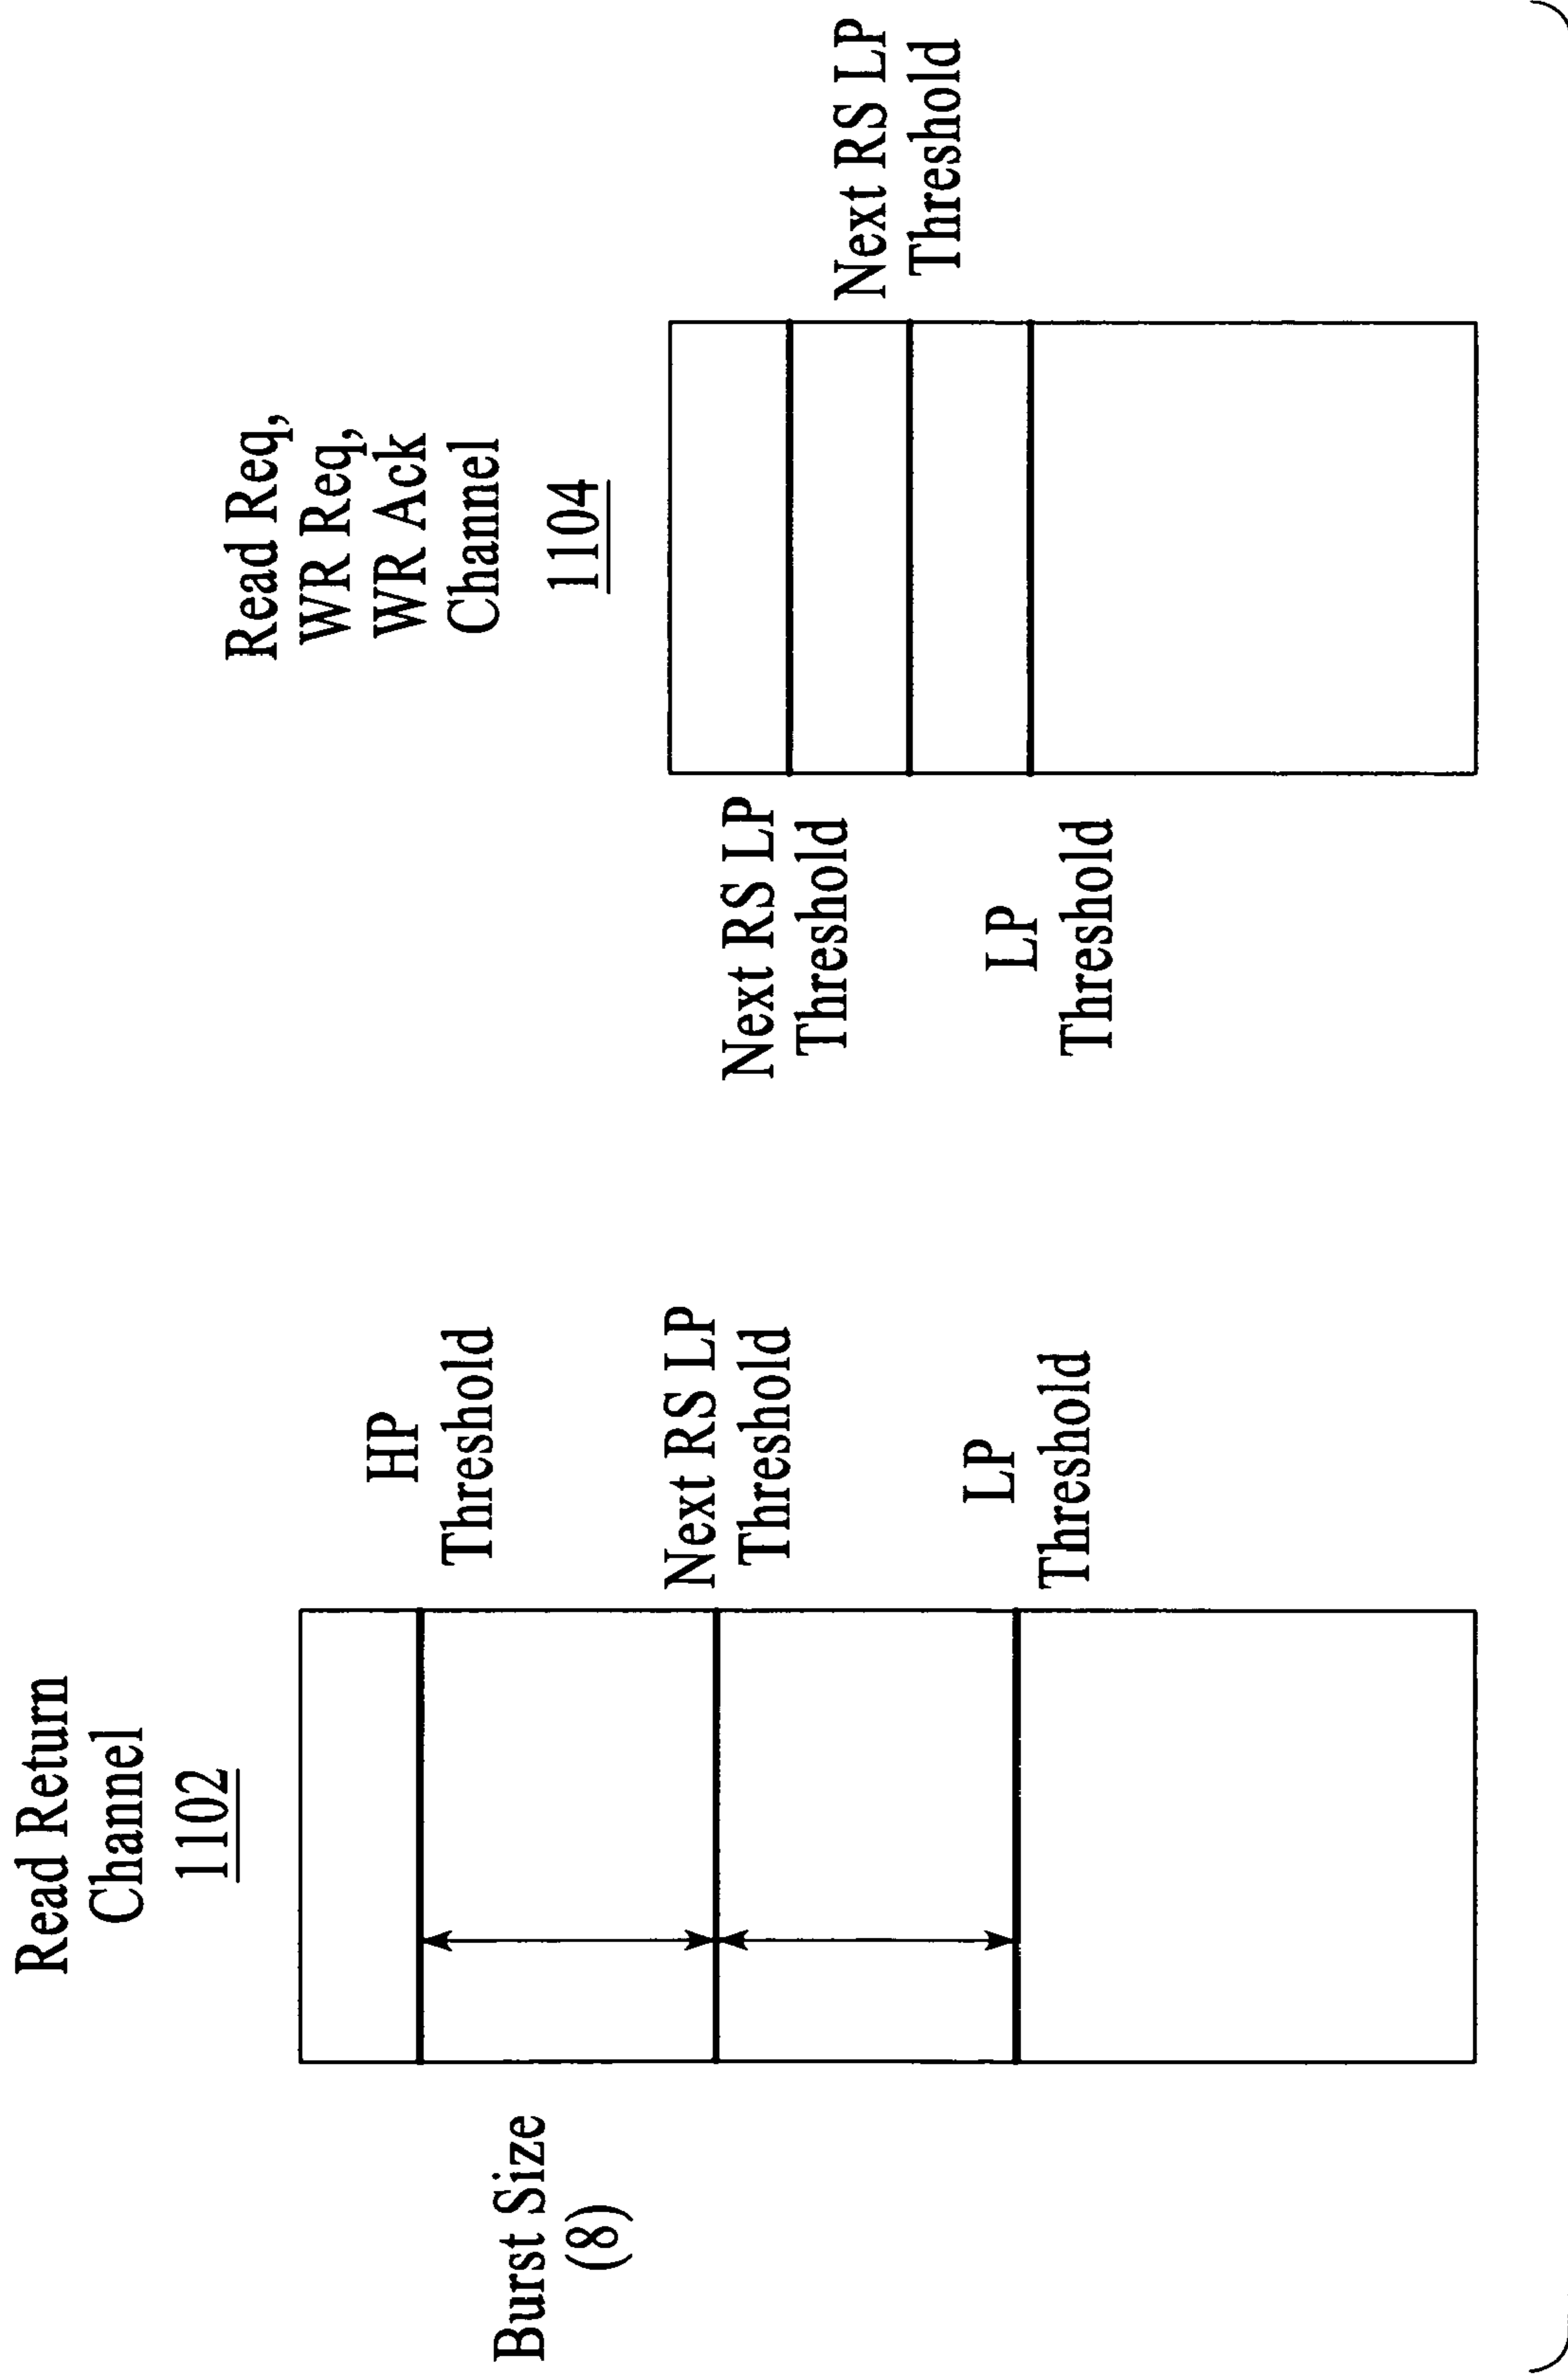 Read Return
Channel
1102
Burst Size
(8)
HP
Threshold
Next RS LP
Threshold
LP
Threshold
Read Req,
WR Req,
WR Ack
Channel
1104
Next RS LP
Threshold
LP
Threshold
Next RS LP
Threshold